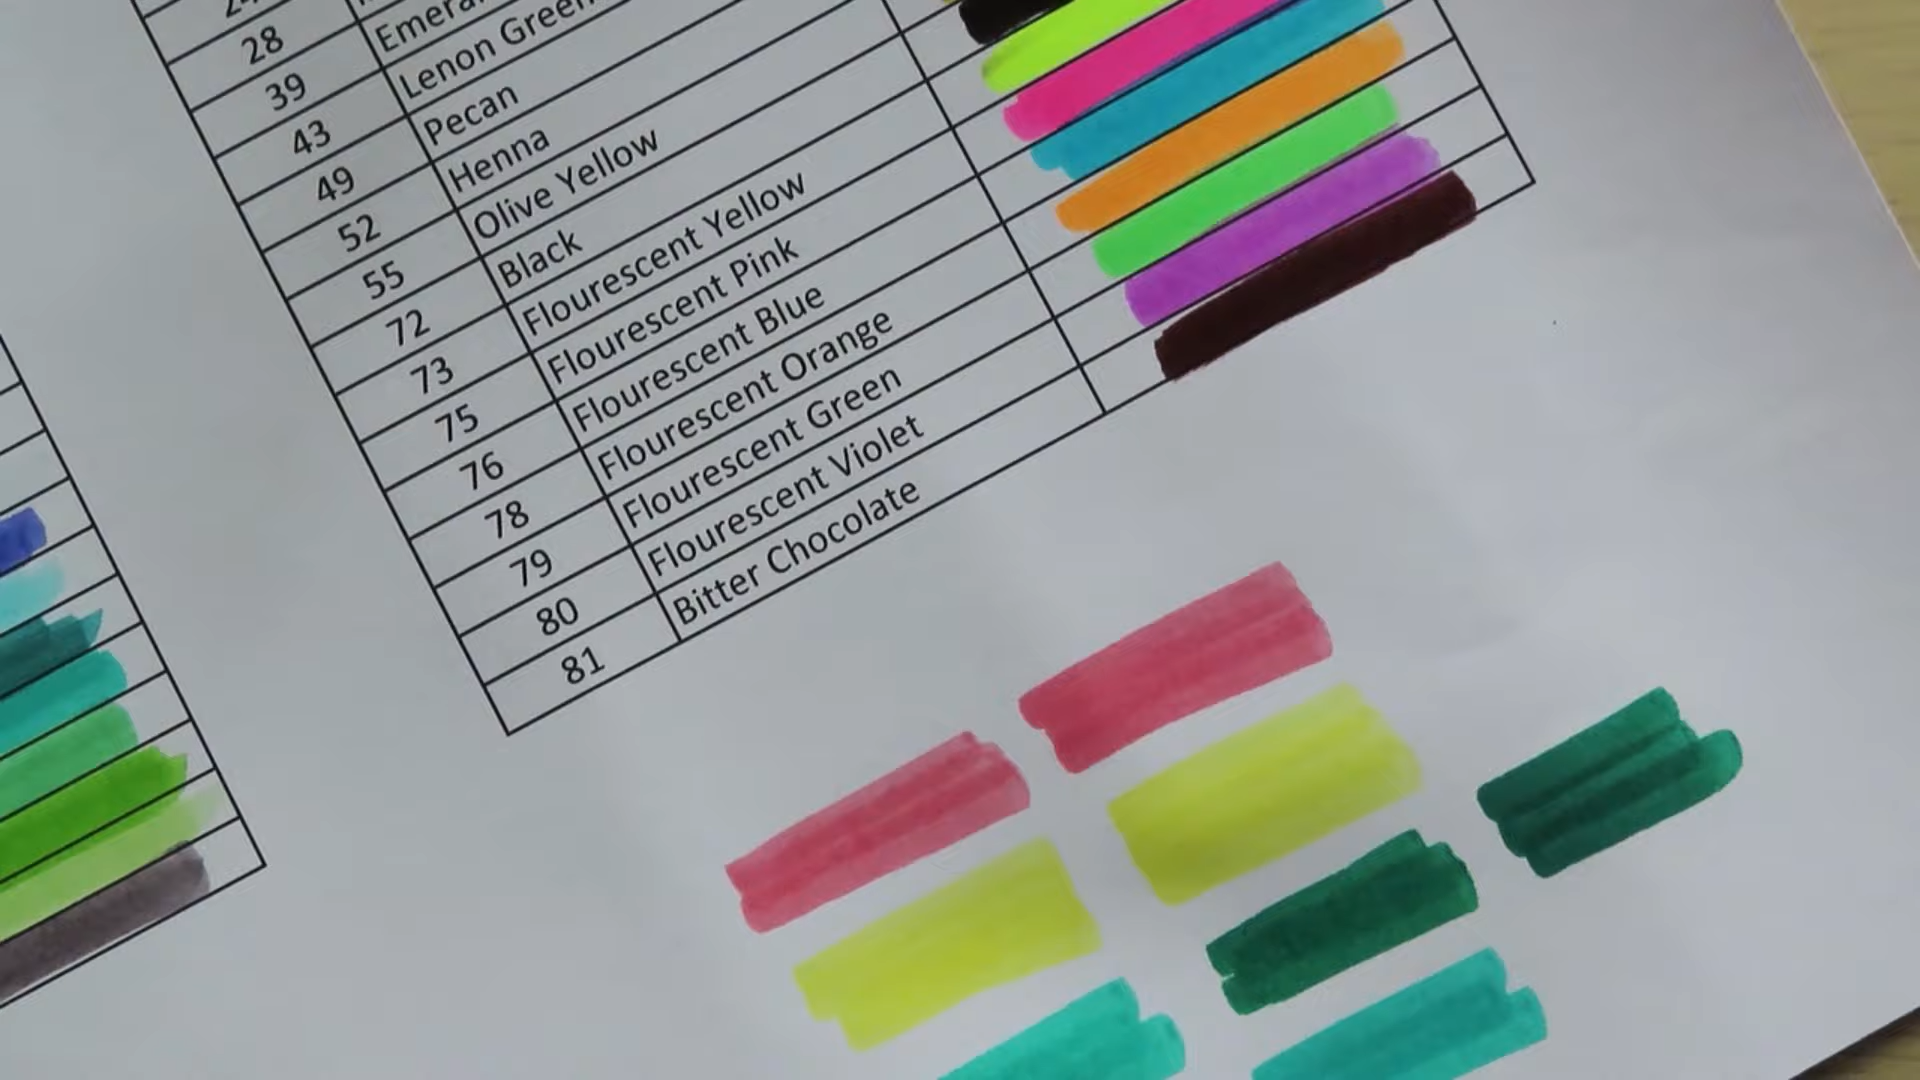 28
39
43 Lenon Green
49 Pecan
52 Henna
55 Olive Yellow
72 Black
73 Flourescent Yellow
75 Flourescent Pink
76 Flourescent Blue
78 Flourescent Orange
79 Flourescent Green
80 Flourescent Violet
81 Bitter Chocolate